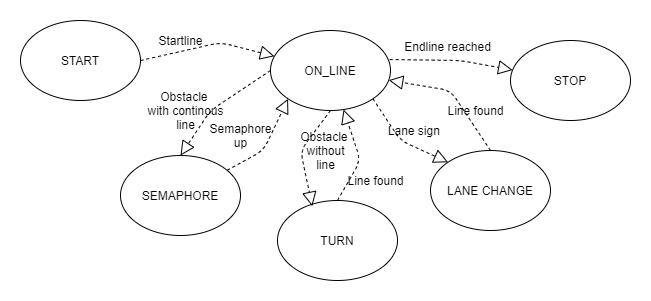 Startline
START
ON_LINE
Endline reached
STOP
Obstacle
with continous
line
Semaphore
up
Obstacle
without
line
Lane sign
Line found
Line found
SEMAPHORE
LANE CHANGE
TURN